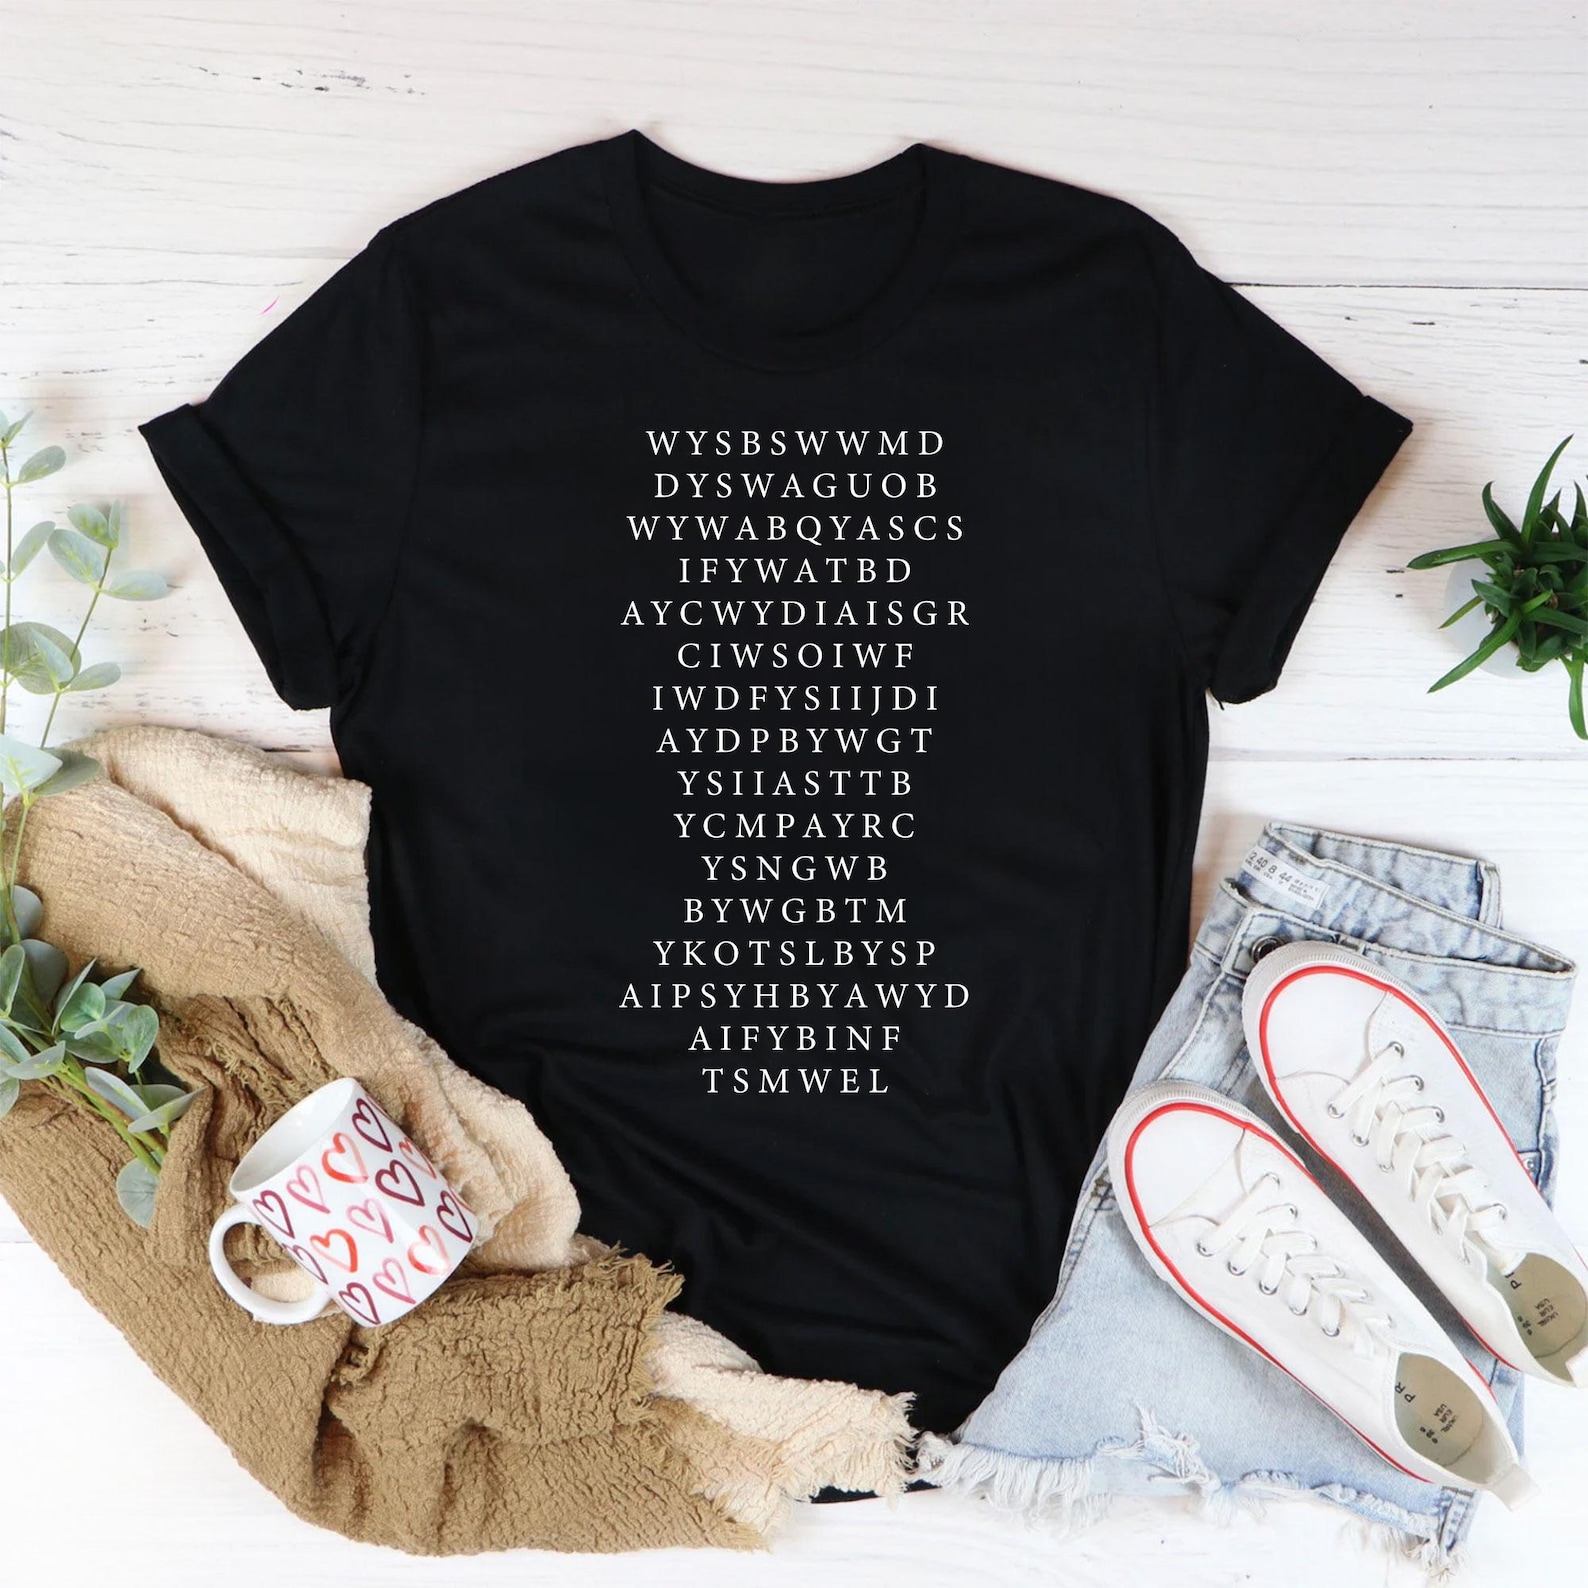 WYSBSWWMD
DYSWAGUOB
WYWABQYASCS
IFYWATBD
AYCWYDIAISGR
CIWSOIWF
IWDFYSIIJDI
AYDPBYWGT
YSIIASTTB
YCMPAYRC
YSNGWB
BYWGBTM
YKOTSLBYSP
AIPSYHBYAWYD
AIFYBINF
TSMWEL